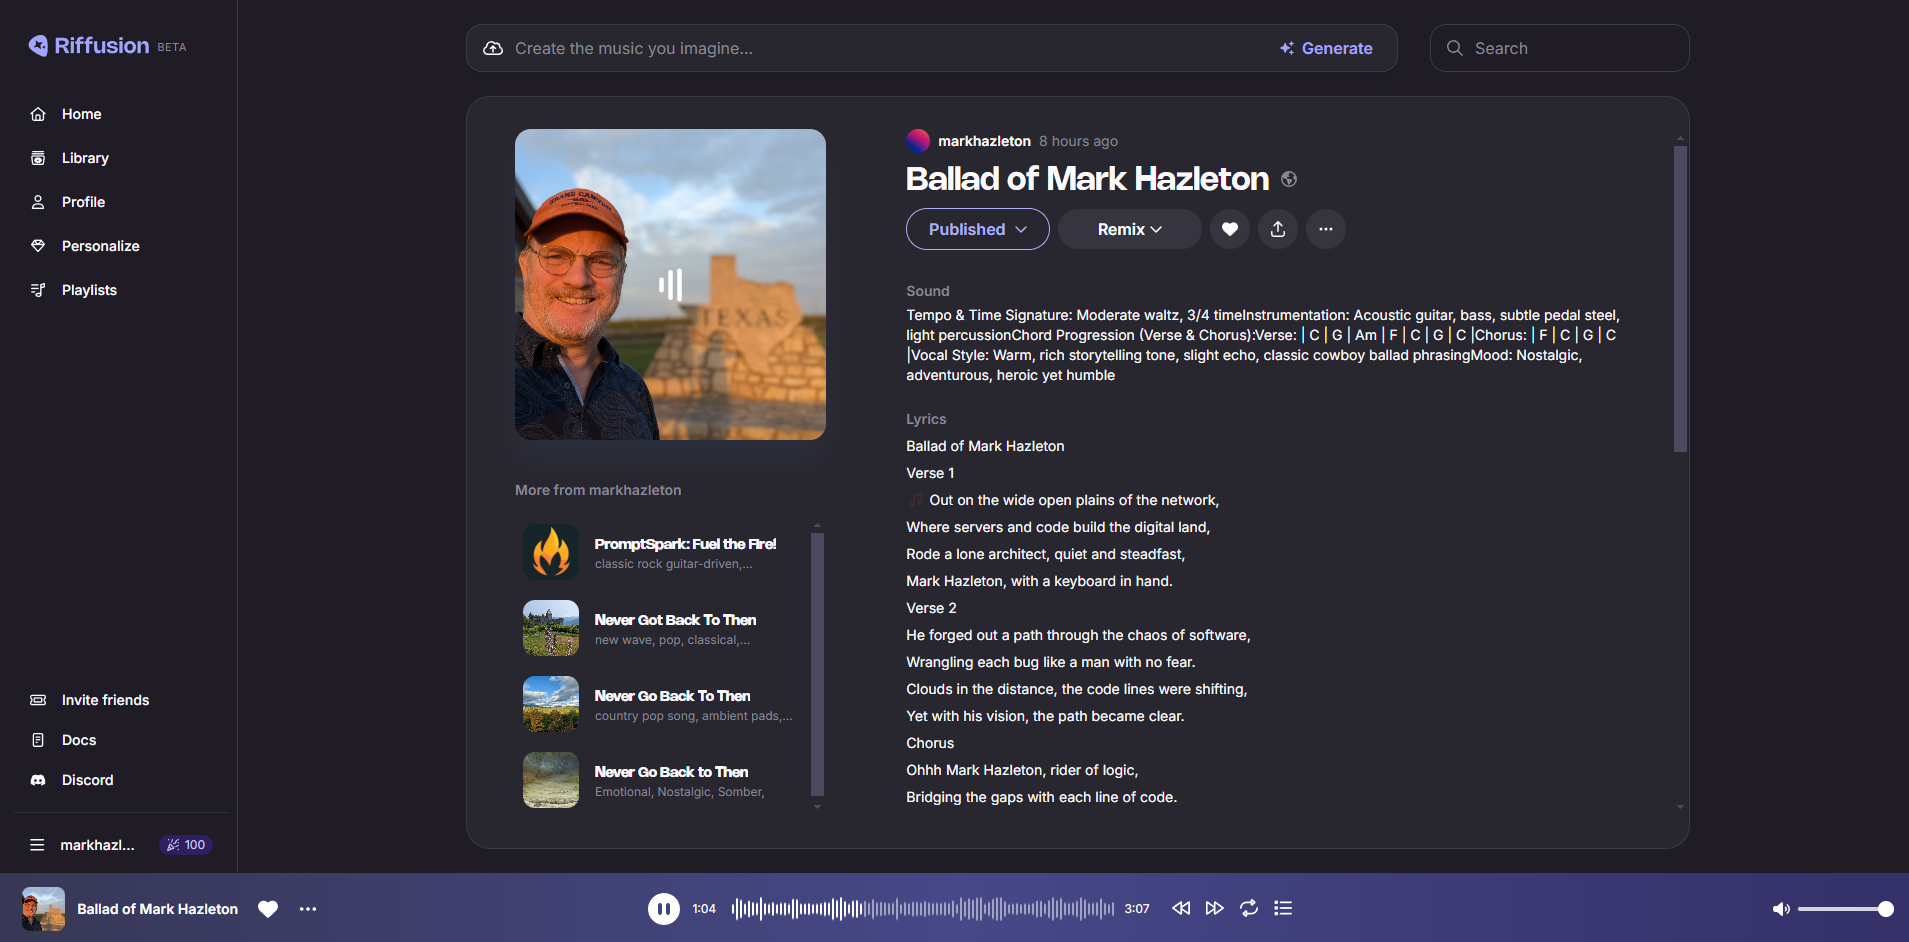 Riffusion BETA
Home
Library
Profile
Personalize
Playlists
Invite friends
Docs
Discord
markhazl...
100
Create the music you imagine...
Generate
Search
GRAND CANYON
TEXAS
More from markhazleton
PromptSpark: Fuel the Fire!
classic rock guitar-driven,...
Never Got Back To Then
new wave, pop, classical,...
Never Go Back To Then
country pop song, ambient pads,...
Never Go Back to Then
Emotional, Nostalgic, Somber,
markhazleton 8 hours ago
Ballad of Mark Hazleton
Published
Remix
Sound
Tempo & Time Signature: Moderate waltz, 3/4 timeInstrumentation: Acoustic guitar, bass, subtle pedal steel,
light percussionChord Progression (Verse & Chorus):Verse: | C | G | Am | F | C | G | C |Chorus: | F | C | G | C
|Vocal Style: Warm, rich storytelling tone, slight echo, classic cowboy ballad phrasingMood: Nostalgic,
adventurous, heroic yet humble
Lyrics
Ballad of Mark Hazleton
Verse 1
🎵 Out on the wide open plains of the network,
Where servers and code build the digital land,
Rode a lone architect, quiet and steadfast,
Mark Hazleton, with a keyboard in hand.
Verse 2
He forged out a path through the chaos of software,
Wrangling each bug like a man with no fear.
Clouds in the distance, the code lines were shifting,
Yet with his vision, the path became clear.
Chorus
Ohhh Mark Hazleton, rider of logic,
Bridging the gaps with each line of code.
Ballad of Mark Hazleton
1:04
3:07